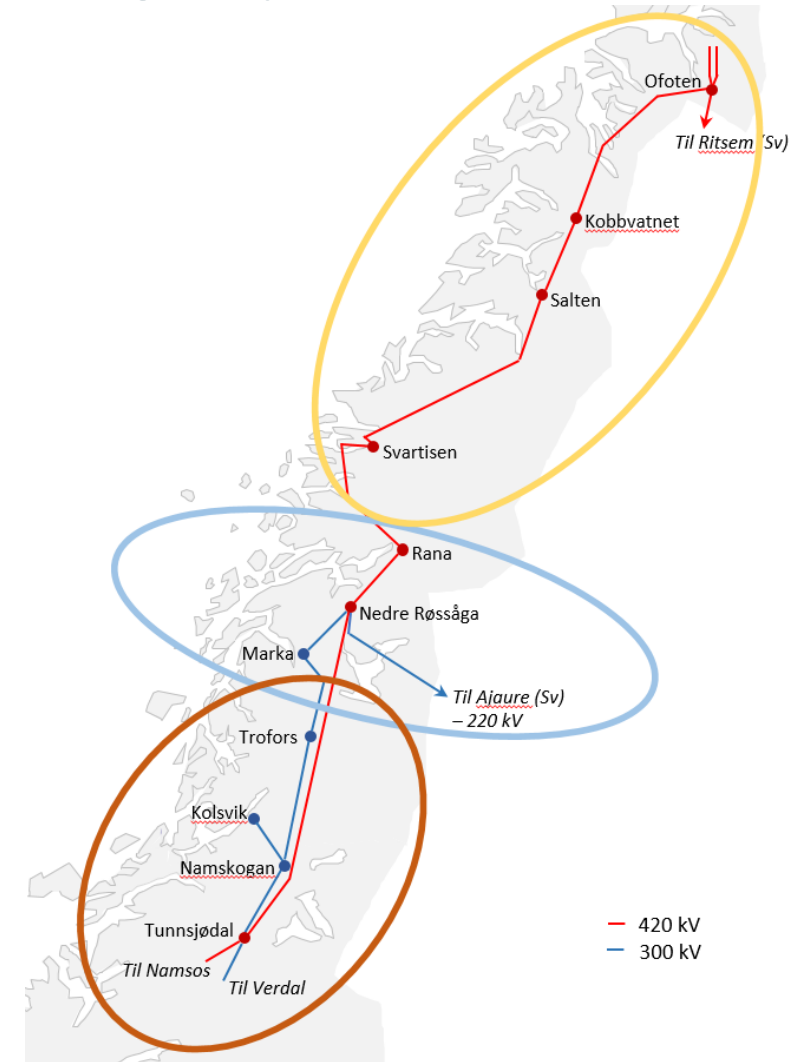 Ofoten
Til Ritsem (Sv)
Kobbvatnet
Salten
Svartisen
Rana
Nedre Røssåga
Marka
Til Ajaure (Sv)
– 220 kV
Trofors
Kolsvik
Namskogan
Tunnsjødal
Til Namsos
Til Verdal
420 kV
300 kV